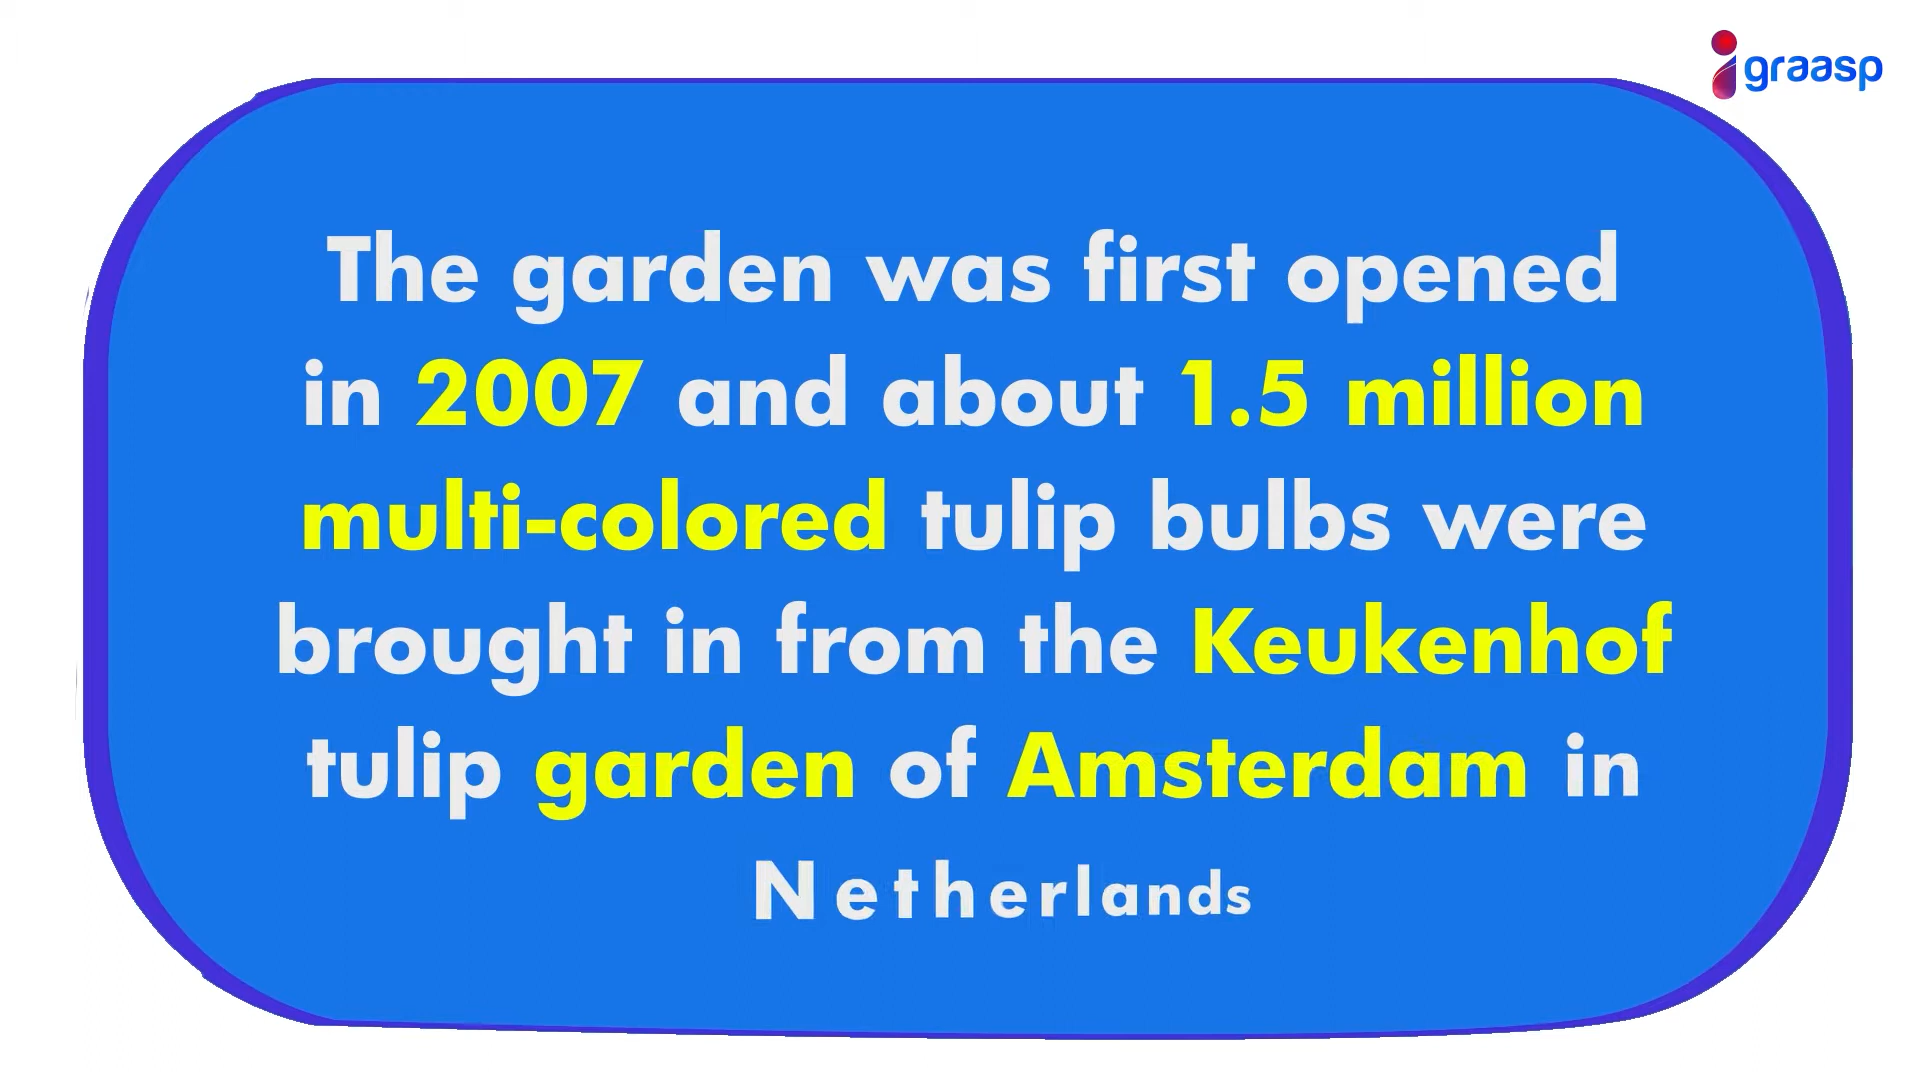 graasp
The garden was first opened
in 2007 and about 1.5 million
multi-colored tulip bulbs were
brought in from the Keukenhof
tulip garden of Amsterdam in
Netherlands